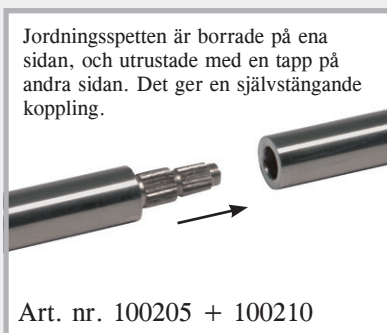 Jordningsspetten är borrade på ena
sidan, och utrustade med en tapp på
andra sidan. Det ger en självstängande
koppling.
Art. nr. 100205 + 100210